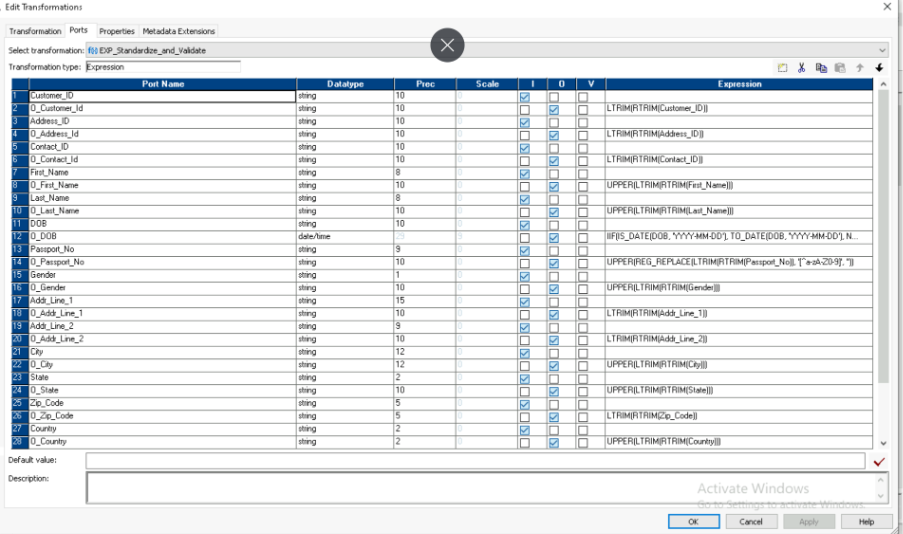 Edit Transformations
Transformation Ports Properties Metadata Extensions
Select transformation: f(x) EXP_Standardize_and_Validate
Transformation type: Expression
Port Name Datatype Prec Scale I O V Expression
1 Customer_ID string 10 0
2 O_Customer_Id string 10 0 LTRIM(RTRIM(Customer_ID))
3 Address_ID string 10 0
4 O_Address_Id string 10 0 LTRIM(RTRIM(Address_ID))
5 Contact_ID string 10 0
6 O_Contact_Id string 10 0 LTRIM(RTRIM(Contact_ID))
7 First_Name string 8 0
8 O_First_Name string 10 0 UPPER(LTRIM(RTRIM(First_Name)))
9 Last_Name string 8 0
10 O_Last_Name string 10 0 UPPER(LTRIM(RTRIM(Last_Name)))
11 DOB string 10 0
12 O_DOB date/time 29 9 IIF(IS_DATE(DOB, 'YYYY-MM-DD'), TO_DATE(DOB, 'YYYY-MM-DD'), N...
13 Passport_No string 9 0
14 O_Passport_No string 10 0 UPPER(REG_REPLACE(LTRIM(RTRIM(Passport_No)), '[^a-zA-Z0-9]', ''))
15 Gender string 1 0
16 O_Gender string 10 0 UPPER(LTRIM(RTRIM(Gender)))
17 Addr_Line_1 string 15 0
18 O_Addr_Line_1 string 10 0 LTRIM(RTRIM(Addr_Line_1))
19 Addr_Line_2 string 9 0
20 O_Addr_Line_2 string 10 0 LTRIM(RTRIM(Addr_Line_2))
21 City string 12 0
22 O_City string 12 0 UPPER(LTRIM(RTRIM(City)))
23 State string 2 0
24 O_State string 10 0 UPPER(LTRIM(RTRIM(State)))
25 Zip_Code string 5 0
26 O_Zip_Code string 5 0 LTRIM(RTRIM(Zip_Code))
27 Country string 2 0
28 O_Country string 2 0 UPPER(LTRIM(RTRIM(Country)))
Default value:
Description:
Activate Windows
Go to Settings to activate Windows.
OK Cancel Apply Help